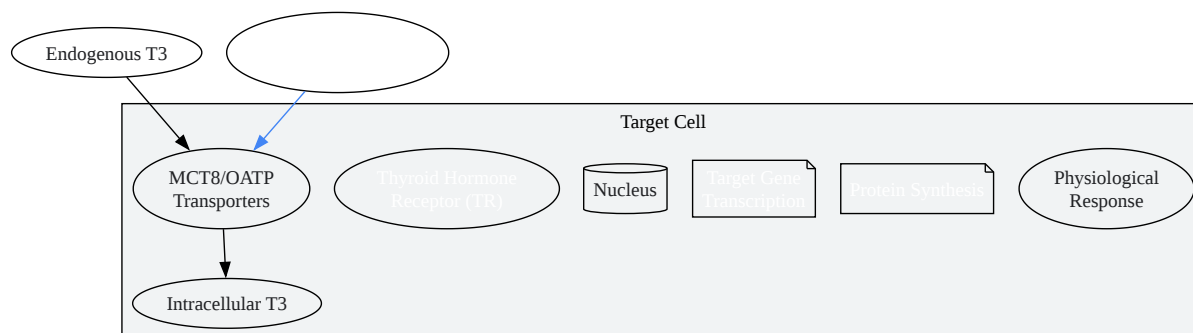 Endogenous T3
Target Cell
MCT8/OATP
Transporters
Thyroid Hormone
Receptor (TR)
Nucleus
Target Gene
Transcription
Protein Synthesis
Physiological
Response
Intracellular T3